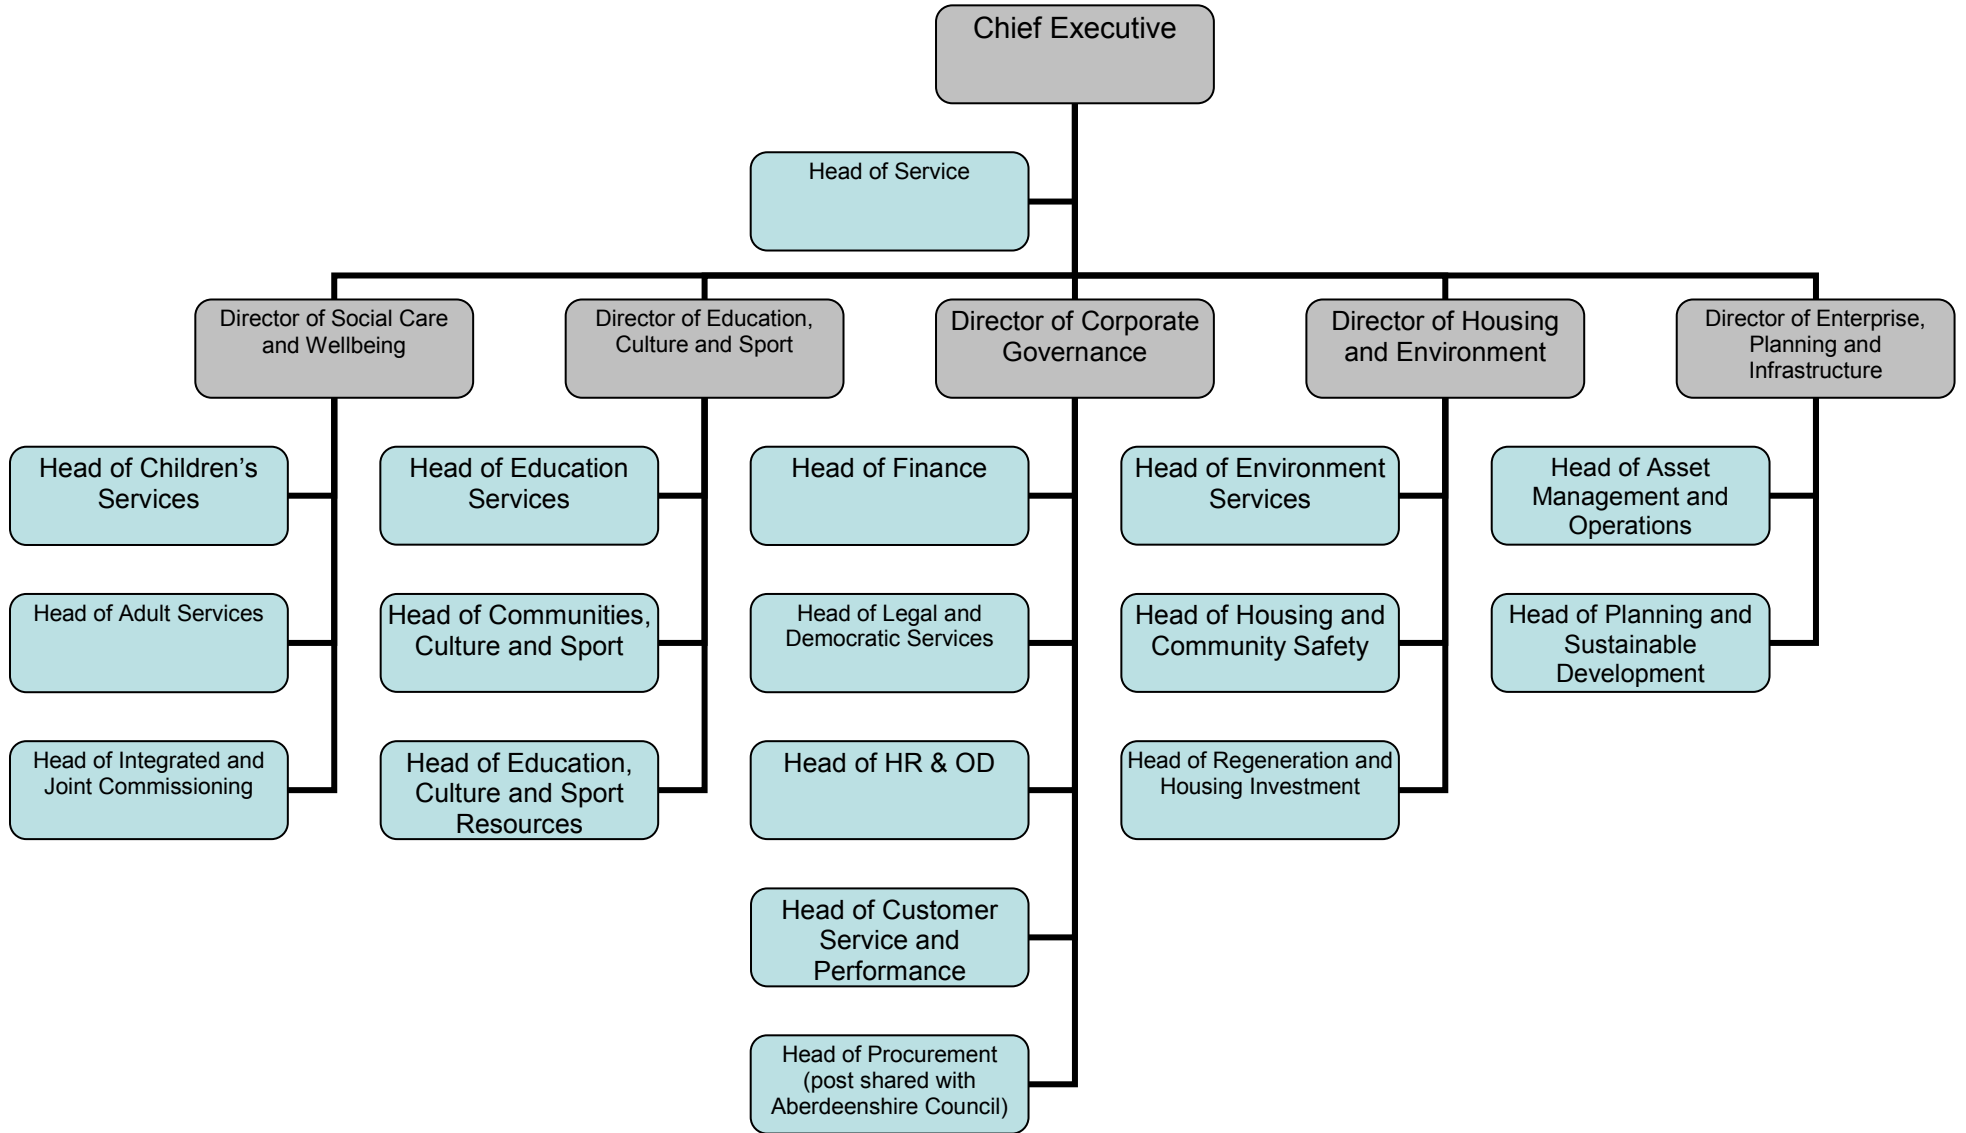 Chief Executive
Head of Service
Director of Social Care
and Wellbeing
Director of Education,
Culture and Sport
Director of Corporate
Governance
Director of Housing
and Environment
Director of Enterprise,
Planning and
Infrastructure
Head of Children’s
Services
Head of Education
Services
Head of Finance
Head of Environment
Services
Head of Asset
Management and
Operations
Head of Adult Services
Head of Communities,
Culture and Sport
Head of Legal and
Democratic Services
Head of Housing and
Community Safety
Head of Planning and
Sustainable
Development
Head of Integrated and
Joint Commissioning
Head of Education,
Culture and Sport
Resources
Head of HR & OD
Head of Regeneration and
Housing Investment
Head of Customer
Service and
Performance
Head of Procurement
(post shared with
Aberdeenshire Council)